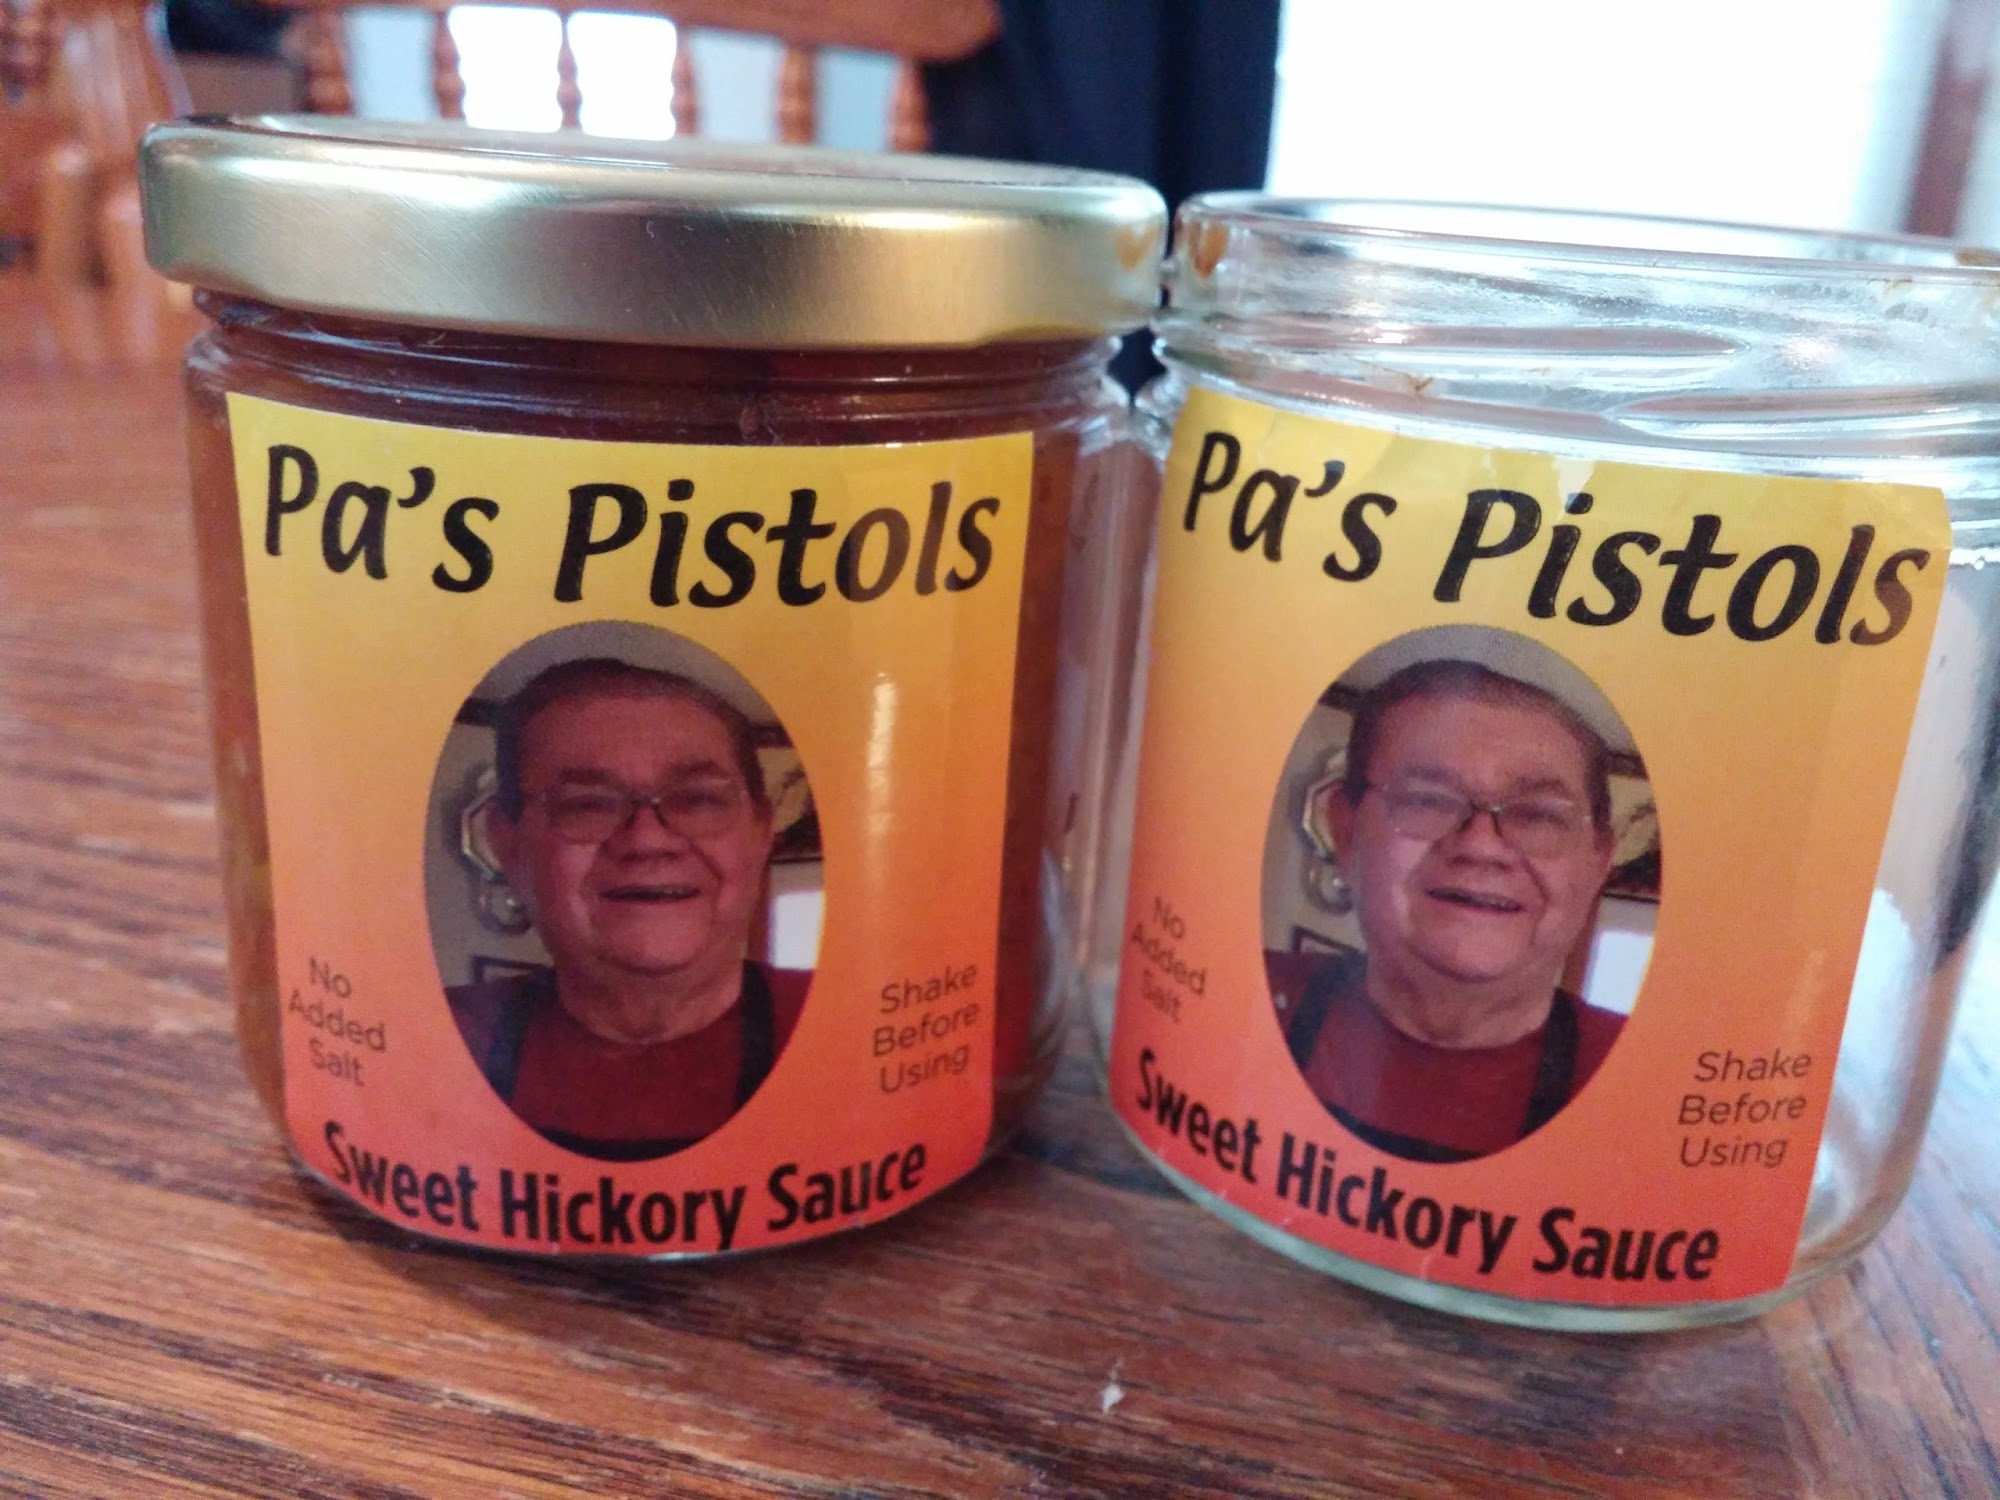 Pa's Pistols
No
Added
Salt
Shake
Before
Using
Sweet Hickory Sauce
Pa's Pistols
No
Added
Salt
Shake
Before
Using
Sweet Hickory Sauce